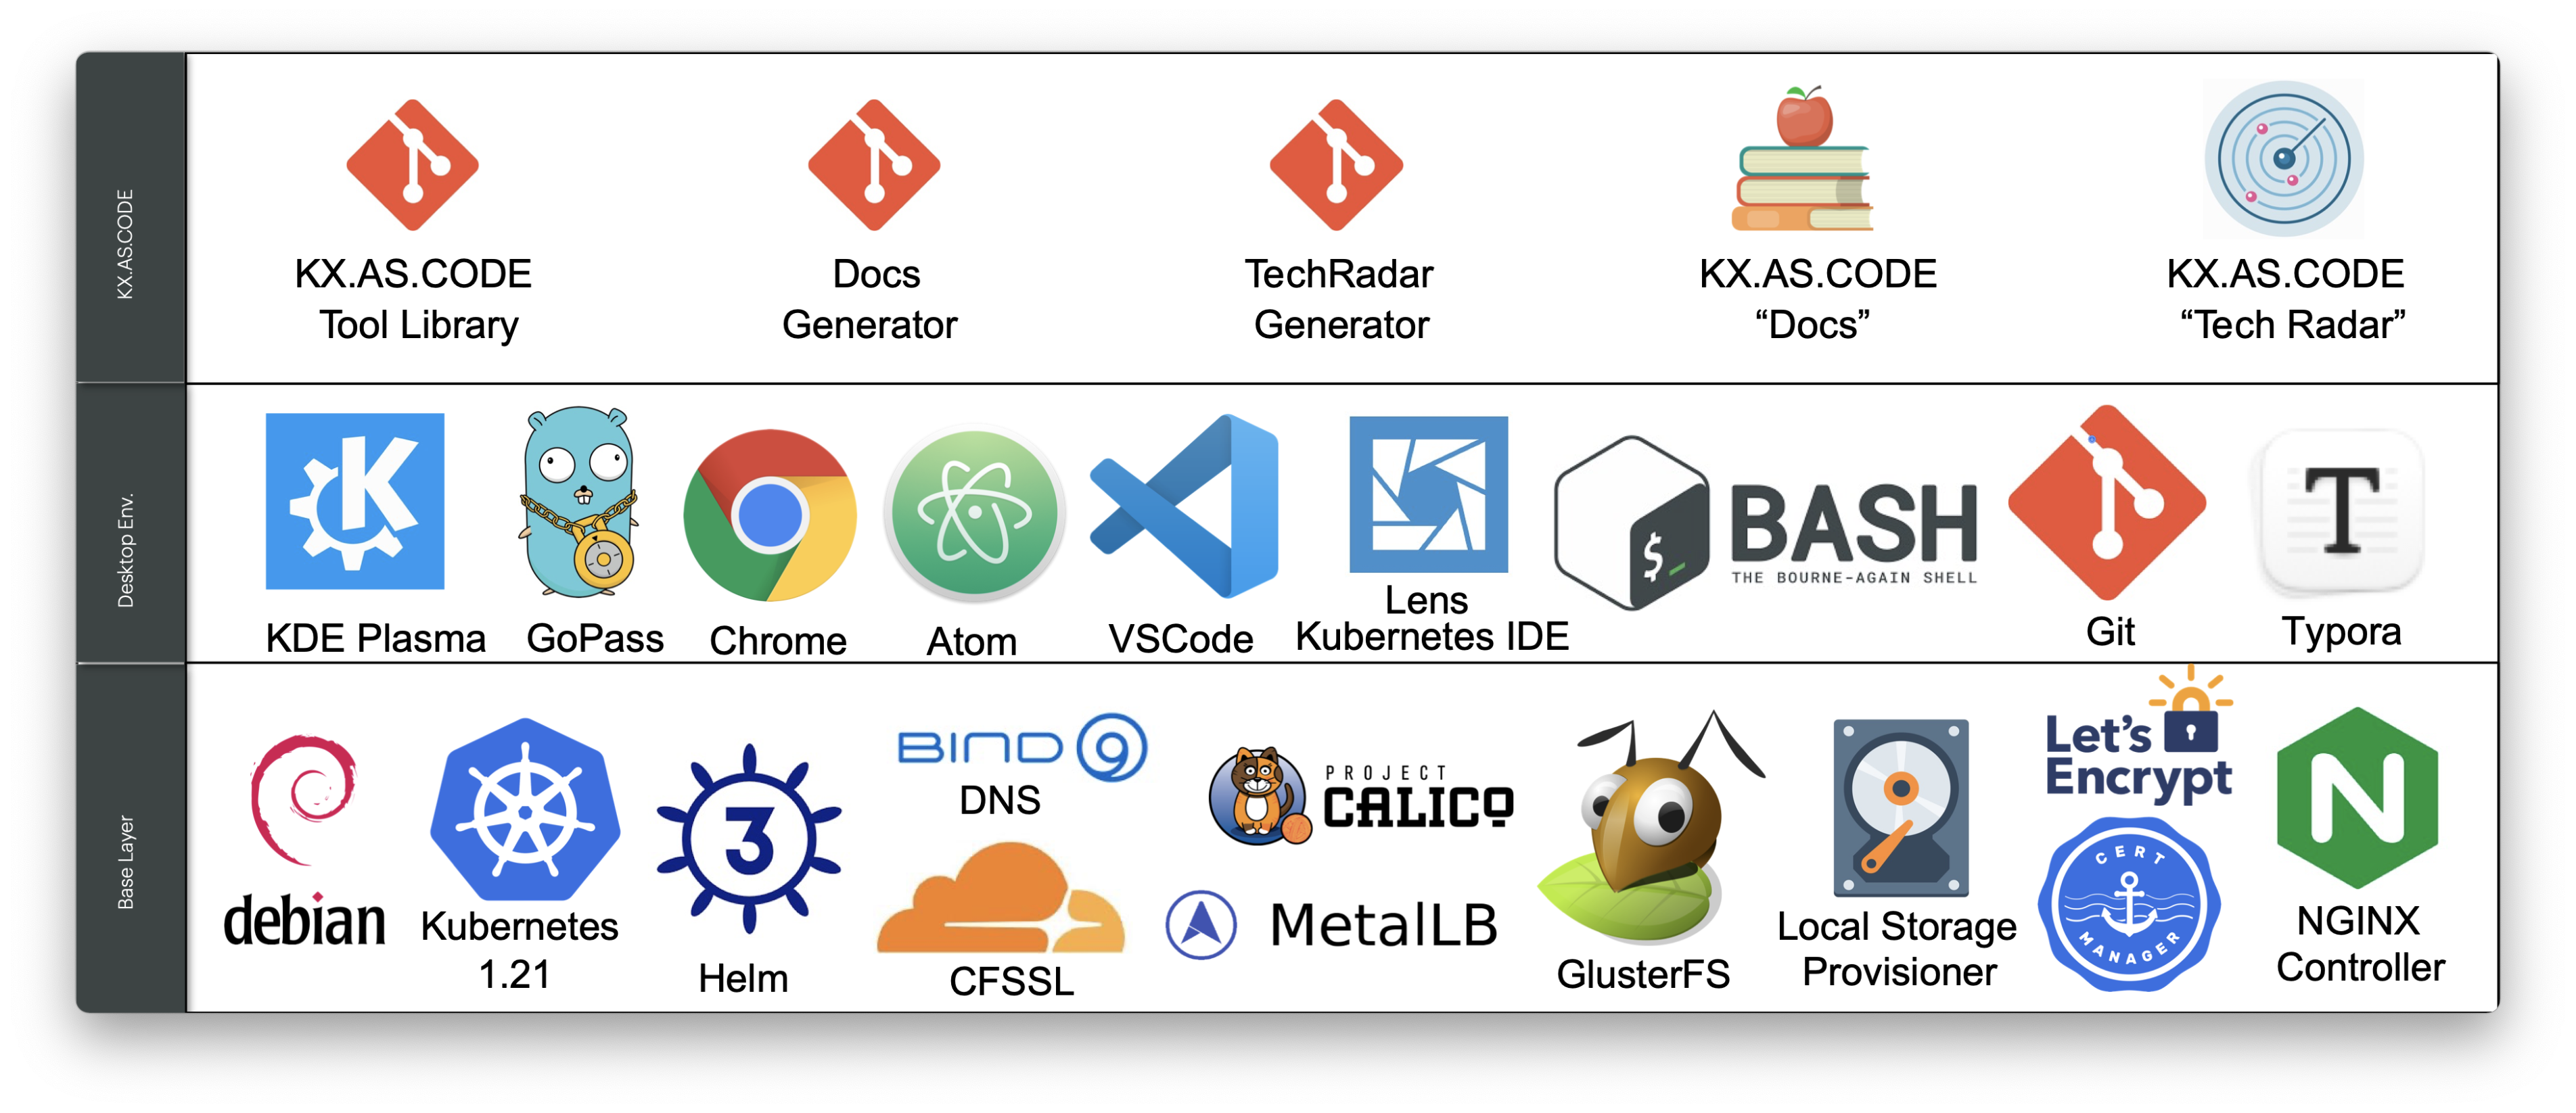 KX.AS.CODE
KX.AS.CODE
Tool Library
Docs
Generator
TechRadar
Generator
KX.AS.CODE
“Docs”
KX.AS.CODE
“Tech Radar”
Desktop Env.
K
KDE Plasma
GoPass
Chrome
Atom
VSCode
Lens
Kubernetes IDE
$_
BASH
THE BOURNE-AGAIN SHELL
Git
T
Typora
Base Layer
debian
Kubernetes
1.21
3
Helm
BIND 9
DNS
CFSSL
PROJECT
CALICO
MetalLB
GlusterFS
Local Storage
Provisioner
Let's
Encrypt
CERT
MANAGER
N
NGINX
Controller